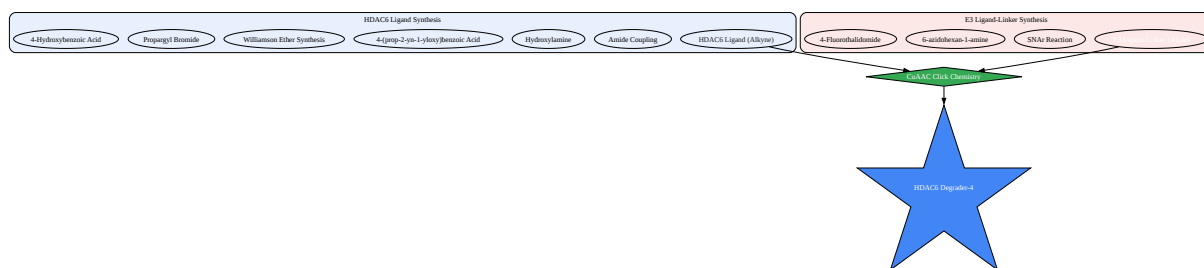 HDAC6 Ligand Synthesis
E3 Ligand-Linker Synthesis
4-Hydroxybenzoic Acid
Propargyl Bromide
Williamson Ether Synthesis
4-(prop-2-yn-1-yloxy)benzoic Acid
Hydroxylamine
Amide Coupling
HDAC6 Ligand (Alkyne)
4-Fluorothalidomide
6-azidohexan-1-amine
SNAr Reaction
CuAAC Click Chemistry
HDAC6 Degrader-4